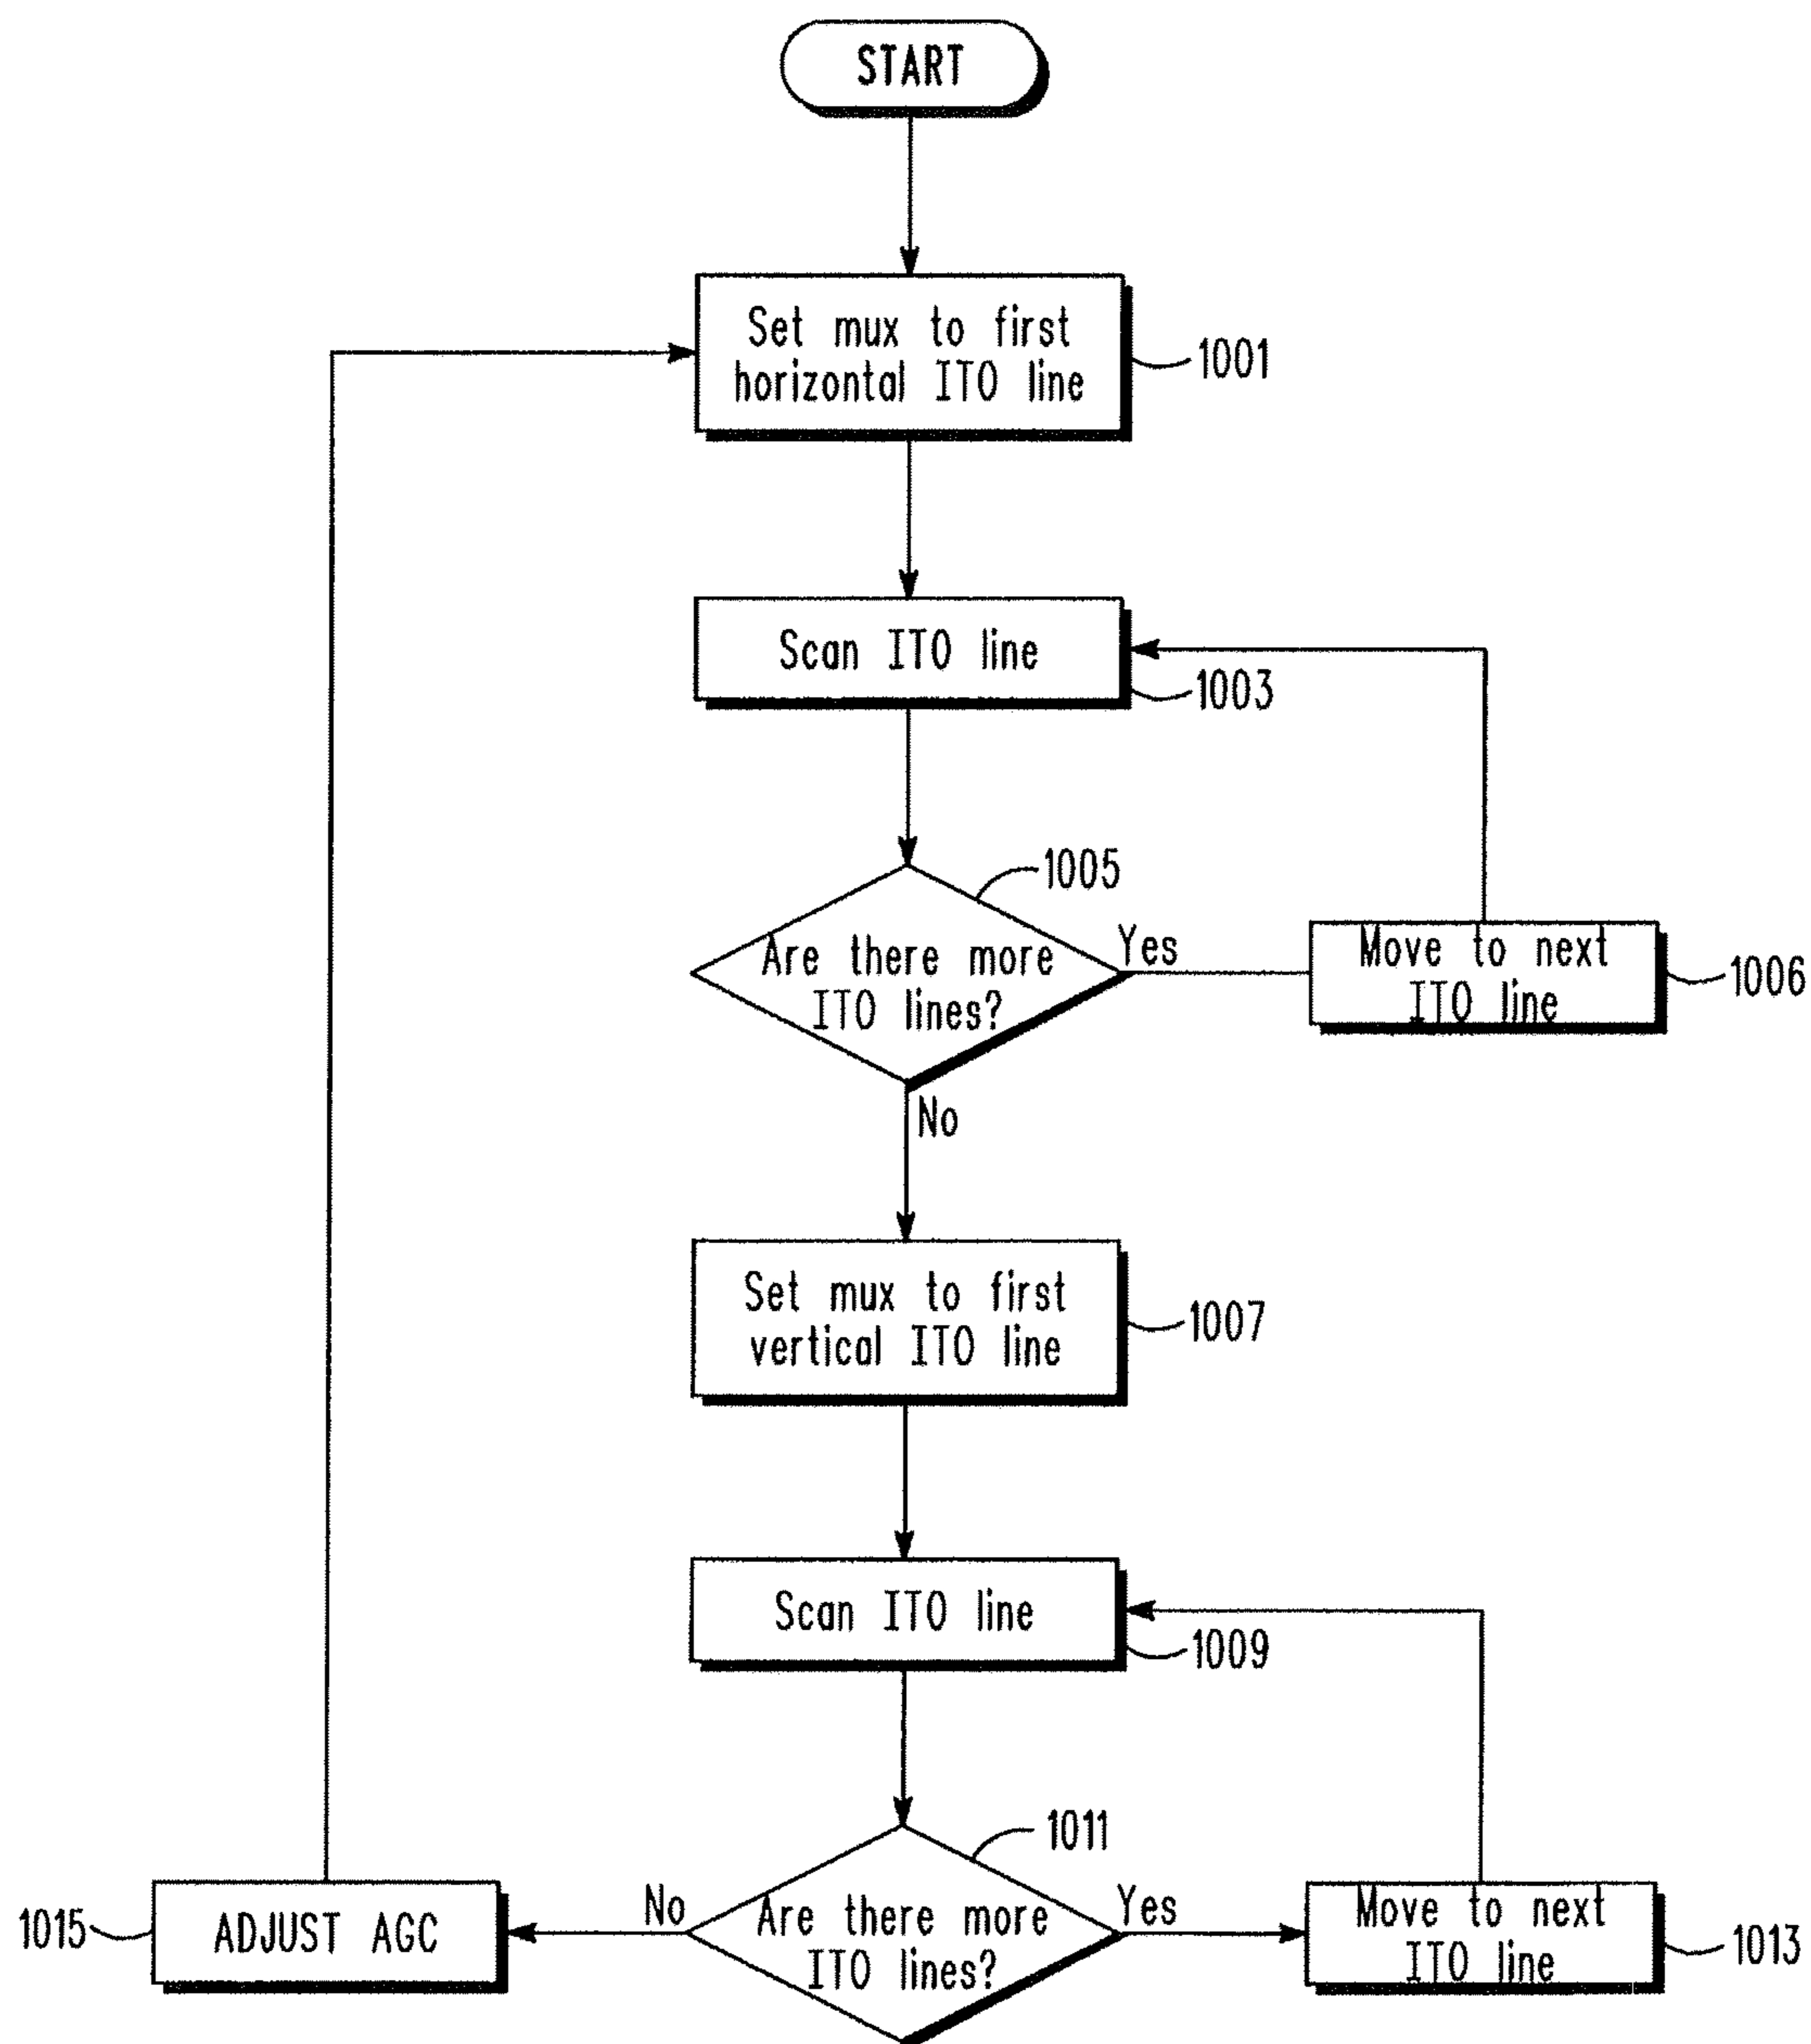 START
Set mux to first
horizontal ITO line
1001
Scan ITO line
1003
1005
Are there more
ITO lines?
Yes
Move to next
ITO line
1006
No
Set mux to first
vertical ITO line
1007
Scan ITO line
1009
1011
Are there more
ITO lines?
No
Yes
1015
ADJUST AGC
Move to next
ITO line
1013